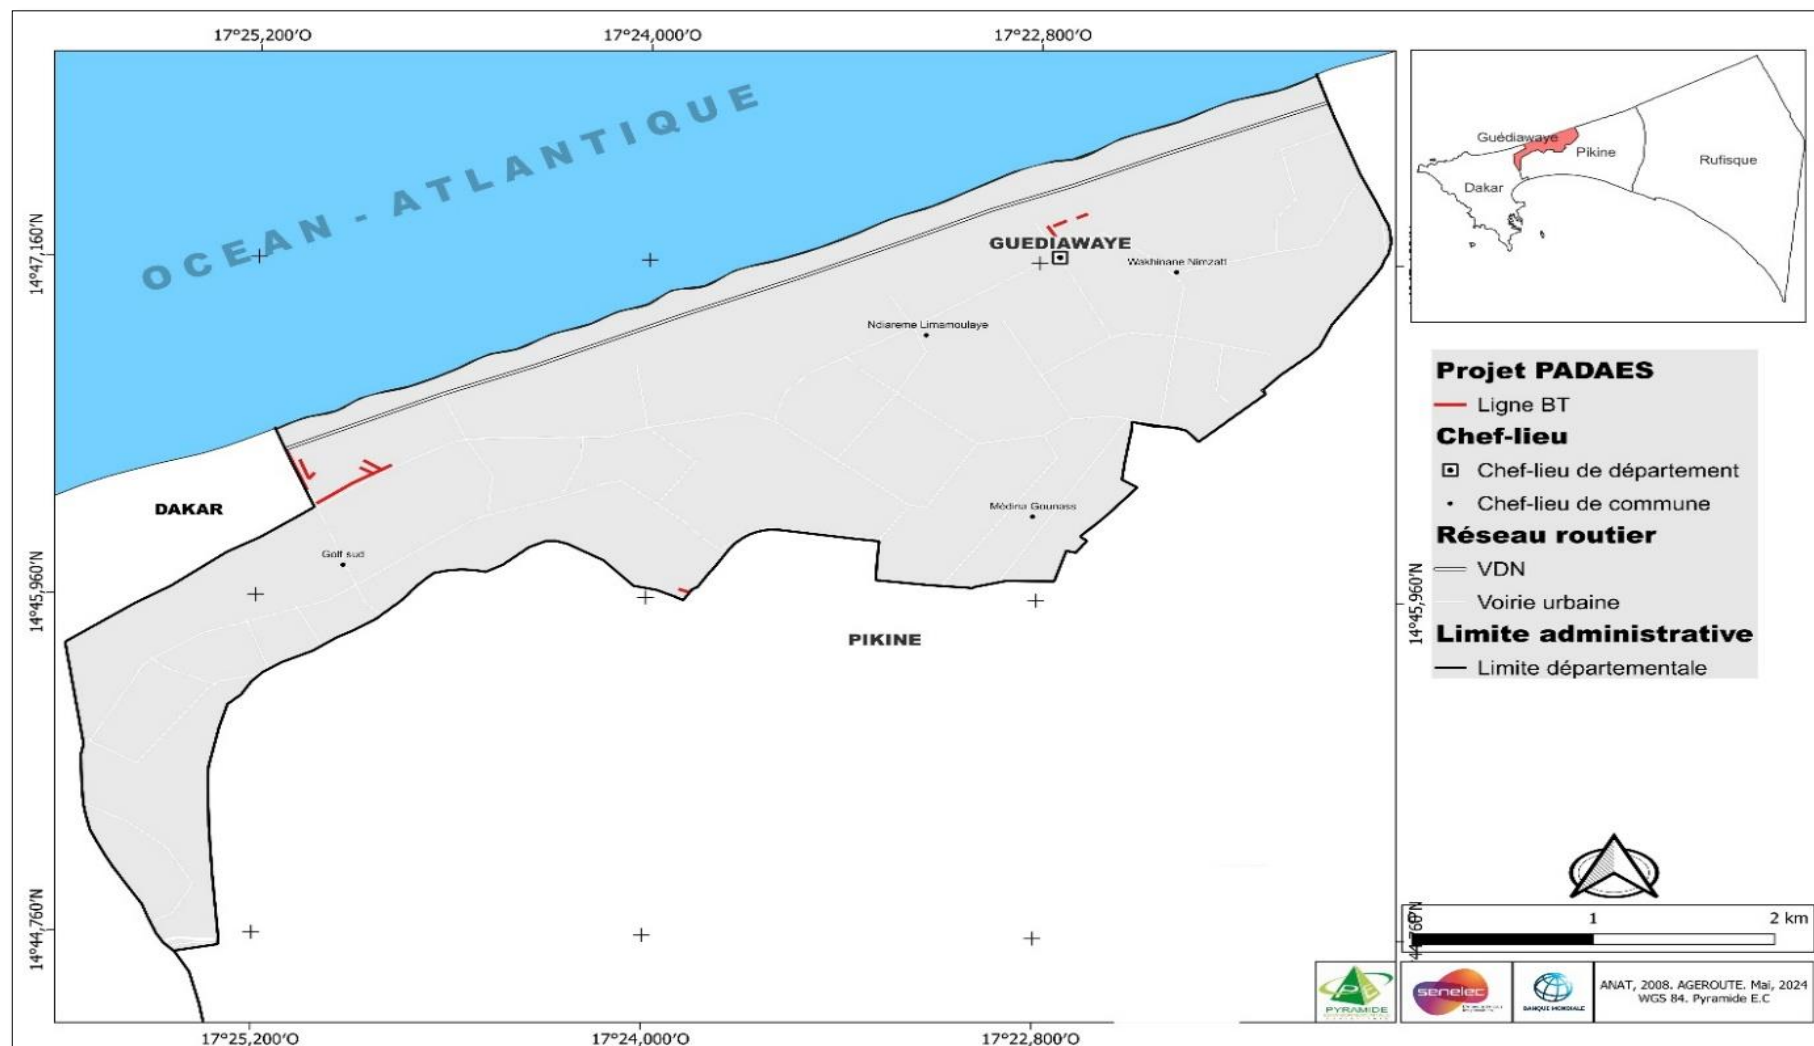 17°25,200'O
17°24,000'O
17°22,800'O
OCEAN - ATLANTIQUE
14°47,160'N
GUEDIAWAYE
Wakhinane Nimzatt
Ndiareme Limamoulaye
DAKAR
Golf sud
Médina Gounass
14°45,960'N
14°45,960'N
PIKINE
14°44,760'N
17°25,200'O
17°24,000'O
17°22,800'O
Guédiawaye
Pikine
Rufisque
Dakar
Projet PADAES
Ligne BT
Chef-lieu
Chef-lieu de département
Chef-lieu de commune
Réseau routier
VDN
Voirie urbaine
Limite administrative
Limite départementale
1
2 km
PYRAMIDE
senelec
BANQUE MONDIALE
ANAT, 2008. AGEROUTE. Mai, 2024
WGS 84. Pyramide E.C